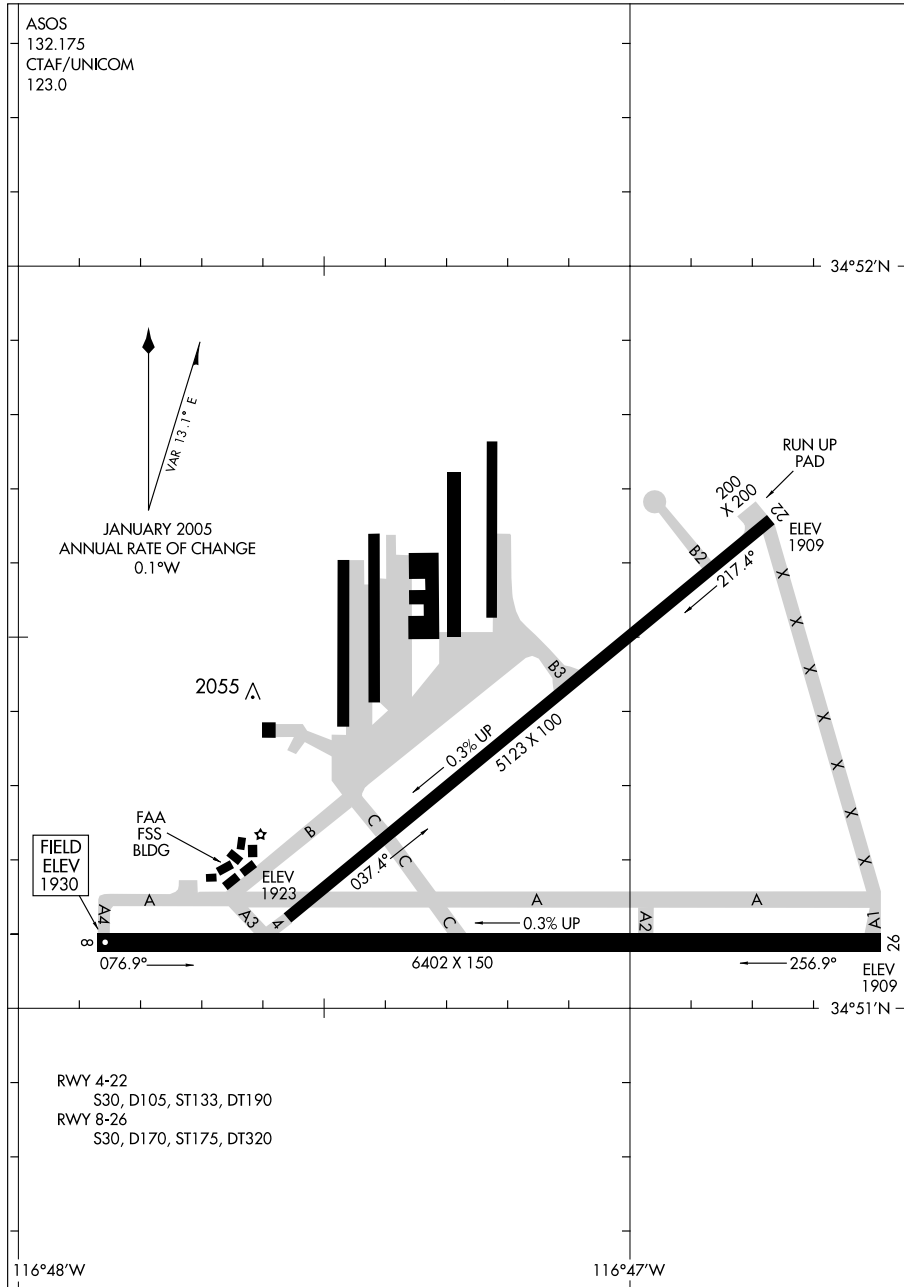 ASOS
132.175
CTAF/UNICOM
123.0
34°52'N
VAR 13.1° E
JANUARY 2005
ANNUAL RATE OF CHANGE
0.1°W
RUN UP
PAD
200
X 200
22
ELEV
1909
B2
217.4°
X
X
X
X
X
X
X
2055
B3
0.3% UP
5123 X 100
FAA
FSS
BLDG
B
C
C
037.4°
FIELD
ELEV
1930
ELEV
1923
A
A
A
A4
A3
4
C
0.3% UP
A2
A1
8
26
076.9°
6402 X 150
256.9°
ELEV
1909
34°51'N
RWY 4-22
S30, D105, ST133, DT190
RWY 8-26
S30, D170, ST175, DT320
116°48'W
116°47'W